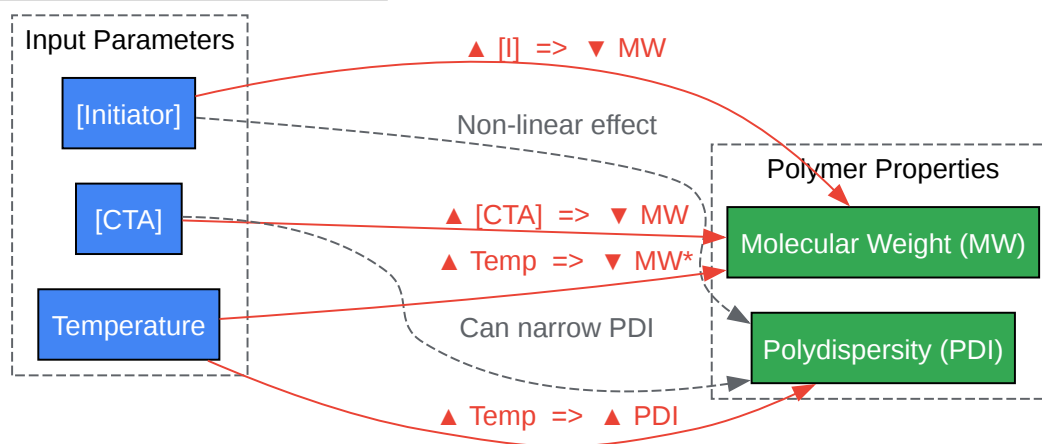 Input Parameters
▲ [I] => ▼ MW
[Initiator]
Non-linear effect
Polymer Properties
[CTA]
▲ [CTA] => ▼ MW
Molecular Weight (MW)
▲ Temp => ▼ MW*
Temperature
Can narrow PDI
Polydispersity (PDI)
▲ Temp => ▲ PDI